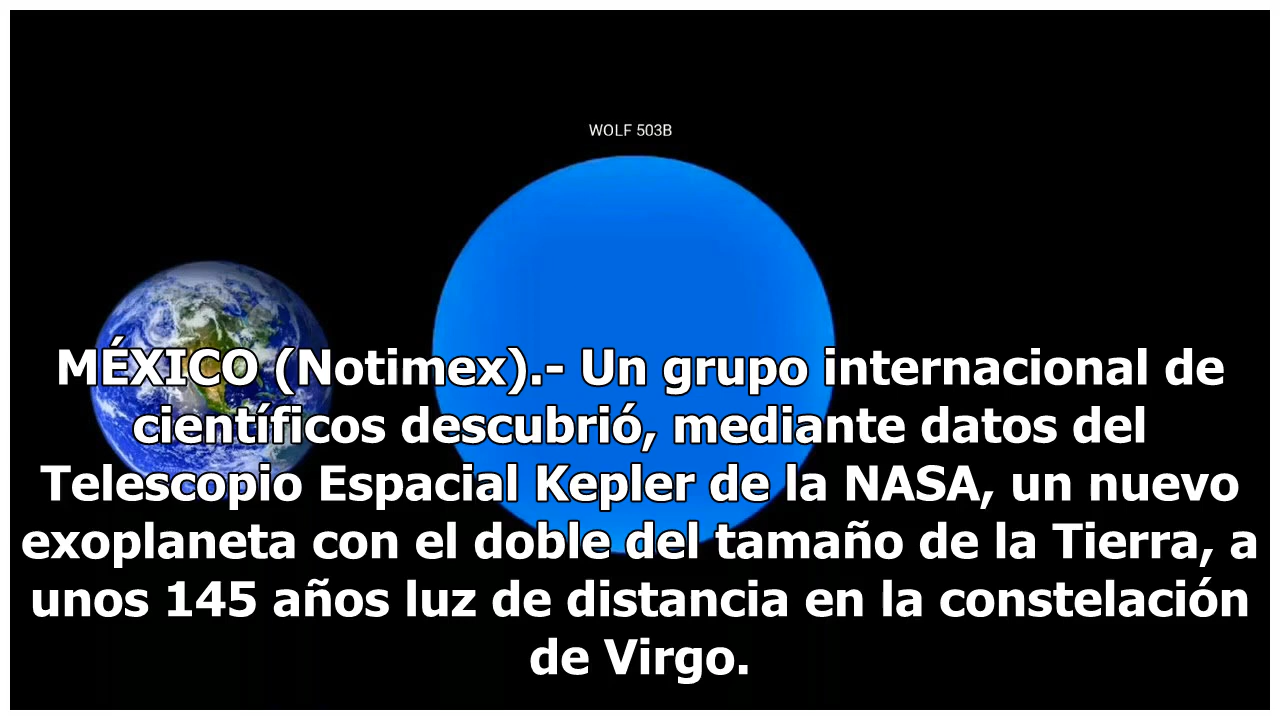 WOLF 503B
MÉXICO (Notimex).- Un grupo internacional de
científicos descubrió, mediante datos del
Telescopio Espacial Kepler de la NASA, un nuevo
exoplaneta con el doble del tamaño de la Tierra, a
unos 145 años luz de distancia en la constelación
de Virgo.